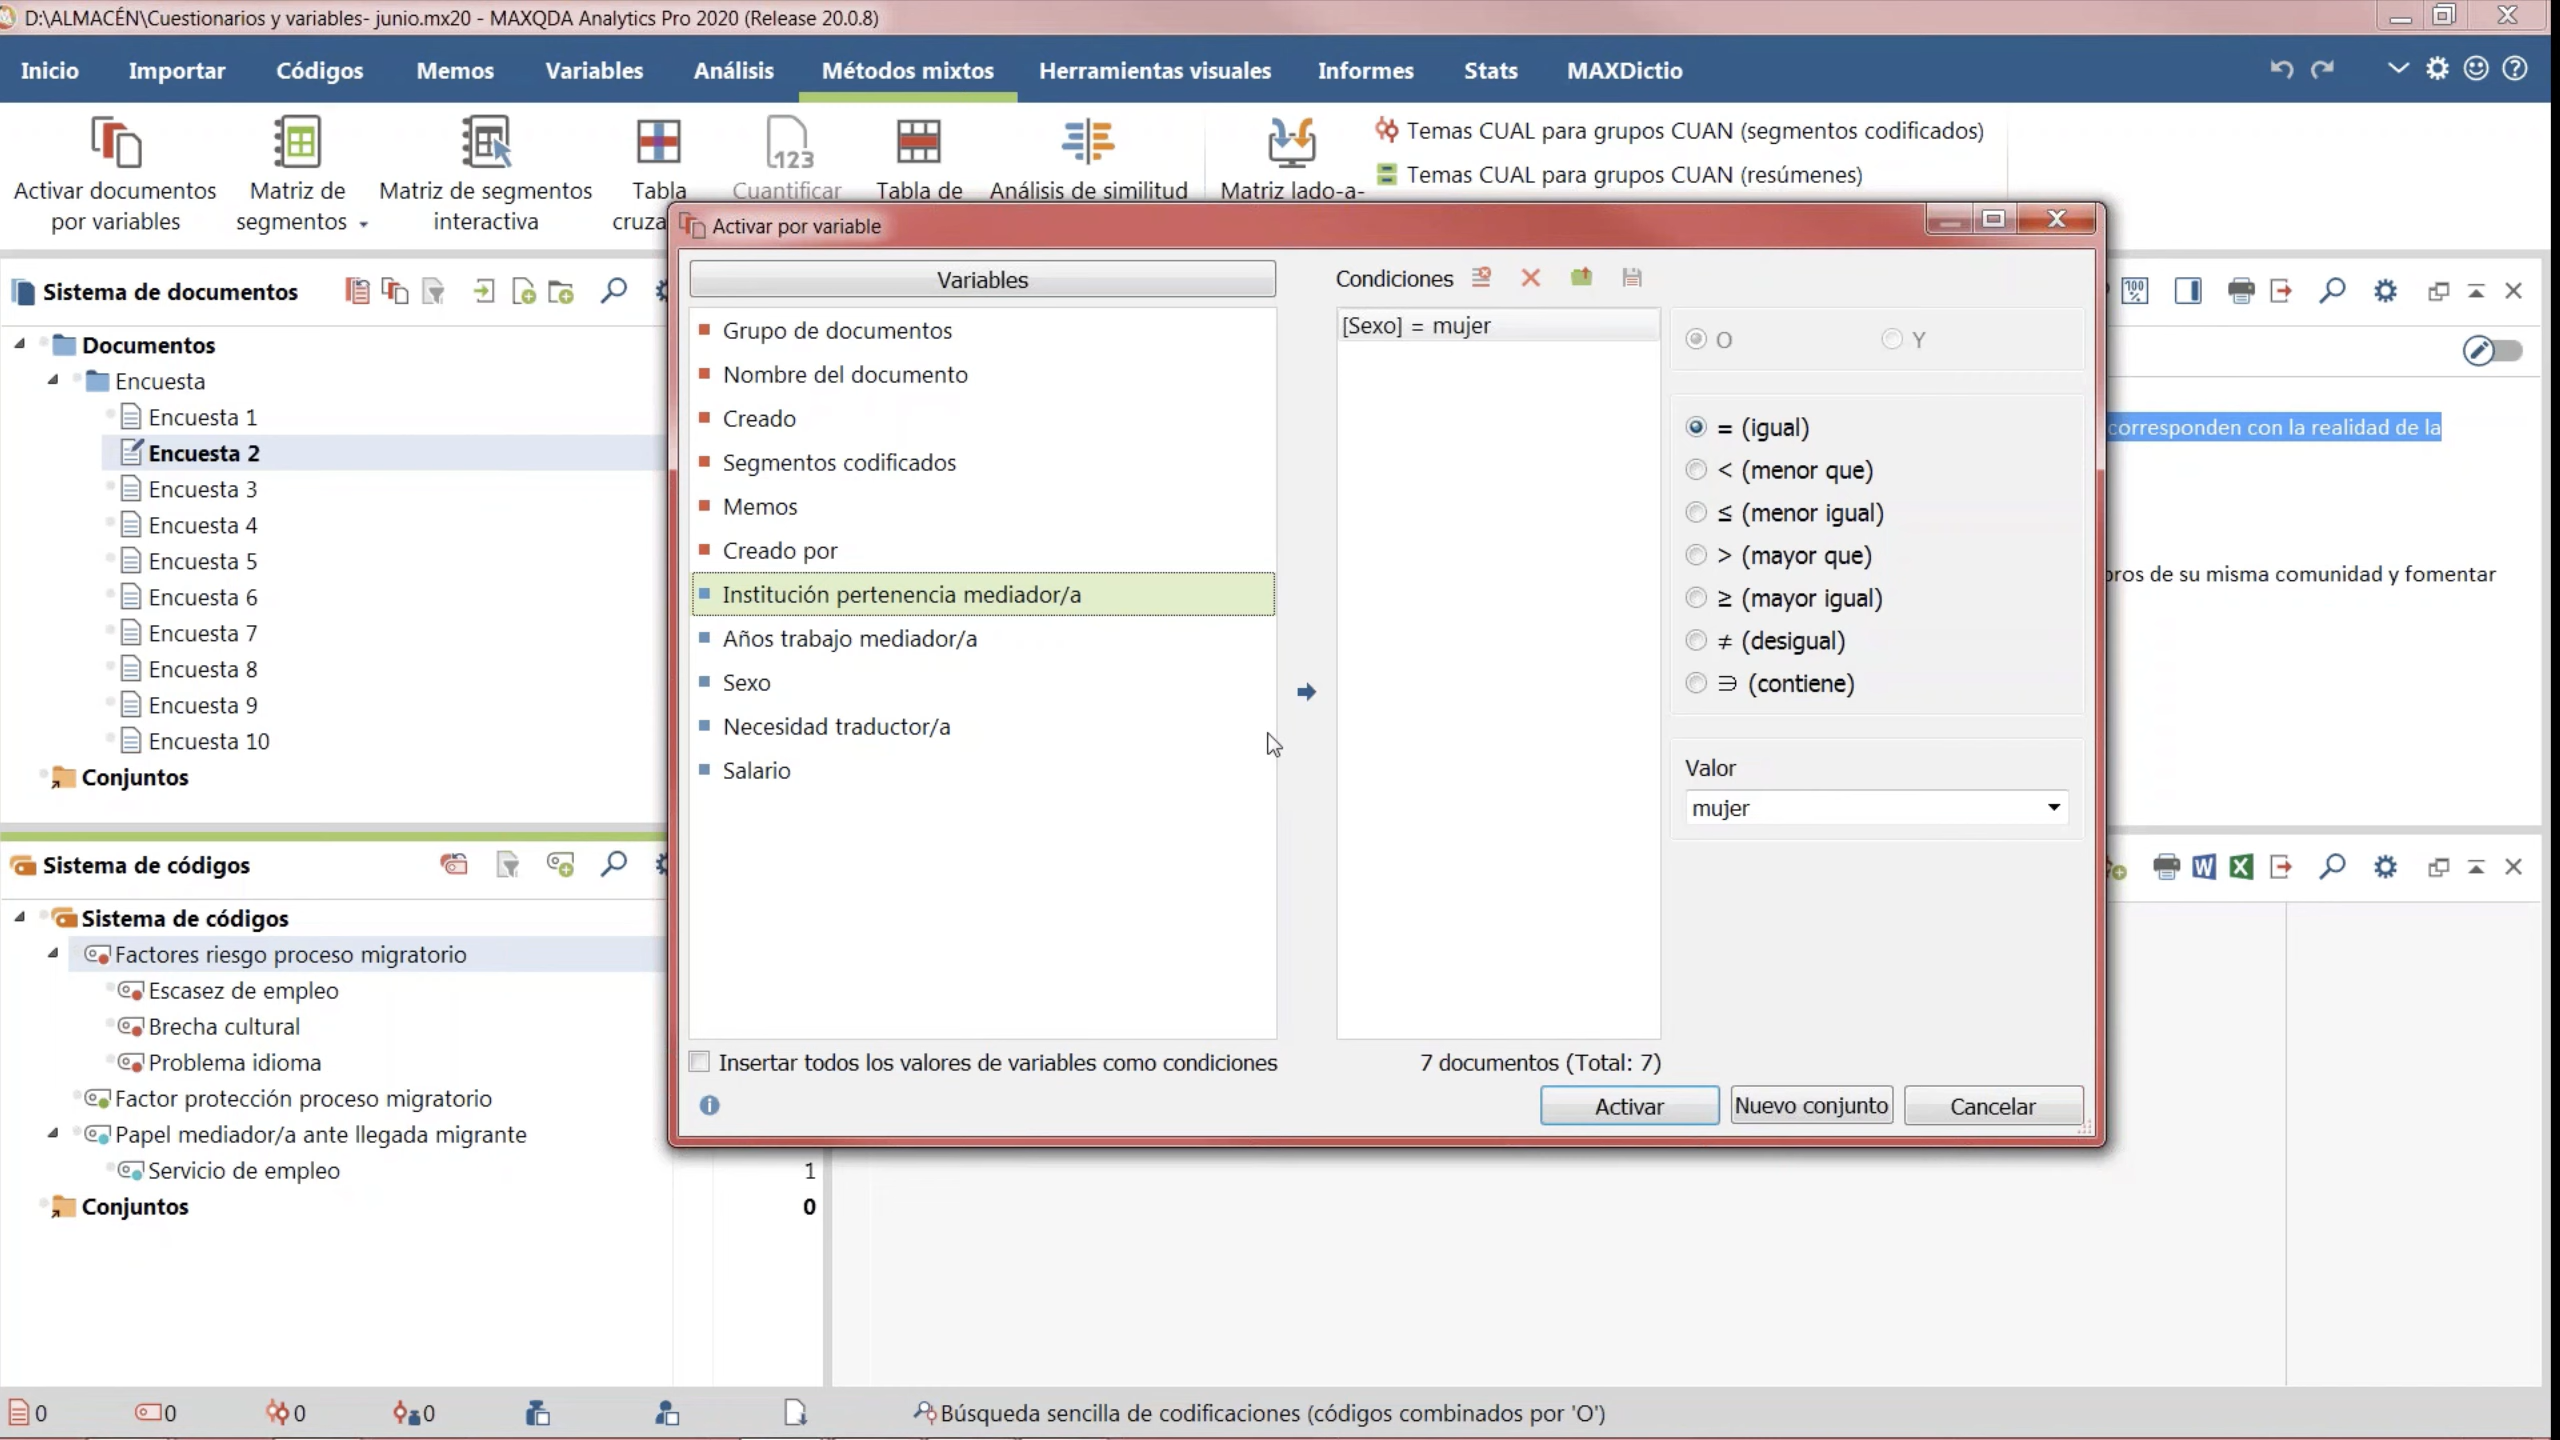 D:\ALMACÉN\Cuestionarios y variables- junio.mx20 - MAXQDA Analytics Pro 2020 (Release 20.0.8)
Inicio Importar Códigos Memos Variables Análisis Métodos mixtos Herramientas visuales Informes Stats MAXDictio
Activar documentos por variables
Matriz de segmentos
Matriz de segmentos interactiva
Tabla cruza
Cuantificar
Tabla de
Análisis de similitud
Matriz lado-a-
Temas CUAL para grupos CUAN (segmentos codificados)
Temas CUAL para grupos CUAN (resúmenes)
Sistema de documentos
Documentos
Encuesta
Encuesta 1
Encuesta 2
Encuesta 3
Encuesta 4
Encuesta 5
Encuesta 6
Encuesta 7
Encuesta 8
Encuesta 9
Encuesta 10
Conjuntos
Sistema de códigos
Sistema de códigos
Factores riesgo proceso migratorio
Escasez de empleo
Brecha cultural
Problema idioma
Factor protección proceso migratorio
Papel mediador/a ante llegada migrante
Servicio de empleo 1
Conjuntos 0
Activar por variable
Variables
Grupo de documentos
Nombre del documento
Creado
Segmentos codificados
Memos
Creado por
Institución pertenencia mediador/a
Años trabajo mediador/a
Sexo
Necesidad traductor/a
Salario
Insertar todos los valores de variables como condiciones
Condiciones
[Sexo] = mujer
7 documentos (Total: 7)
O Y
= (igual)
< (menor que)
≤ (menor igual)
> (mayor que)
≥ (mayor igual)
≠ (desigual)
∋ (contiene)
Valor
mujer
Activar Nuevo conjunto Cancelar
corresponden con la realidad de la
de su misma comunidad y fomentar
0 0 0 0
Búsqueda sencilla de codificaciones (códigos combinados por 'O')